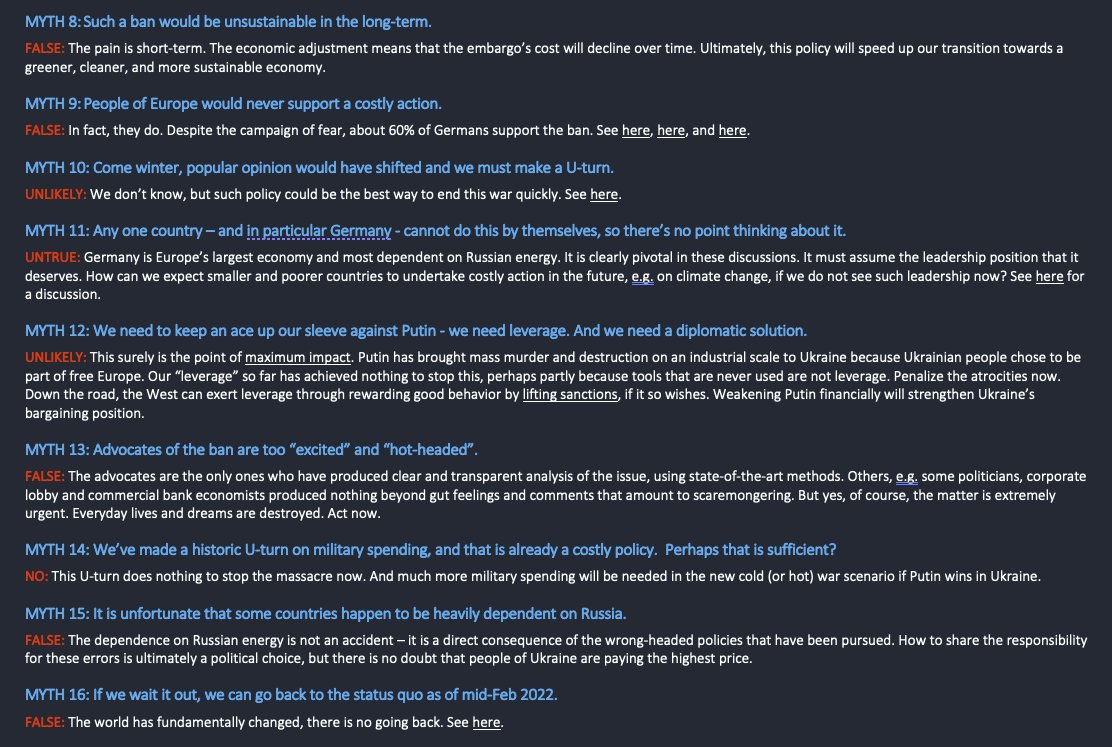 MYTH 8: Such a ban would be unsustainable in the long-term.
FALSE: The pain is short-term. The economic adjustment means that the embargo's cost will decline over time. Ultimately, this policy will speed up our transition towards a
greener, cleaner, and more sustainable economy.
MYTH 9: People of Europe would never support a costly action.
FALSE: In fact, they do. Despite the campaign of fear, about 60% of Germans support the ban. See here, here, and here.
MYTH 10: Come winter, popular opinion would have shifted and we must make a U-turn.
UNLIKELY: We don't know, but such policy could be the best way to end this war quickly. See here.
MYTH 11: Any one country – and in particular Germany - cannot do this by themselves, so there's no point thinking about it.
UNTRUE: Germany is Europe's largest economy and most dependent on Russian energy. It is clearly pivotal in these discussions. It must assume the leadership position that it
deserves. How can we expect smaller and poorer countries to undertake costly action in the future, e.g. on climate change, if we do not see such leadership now? See here for
a discussion.
MYTH 12: We need to keep an ace up our sleeve against Putin - we need leverage. And we need a diplomatic solution.
UNLIKELY: This surely is the point of maximum impact. Putin has brought mass murder and destruction on an industrial scale to Ukraine because Ukrainian people chose to be
part of free Europe. Our “leverage” so far has achieved nothing to stop this, perhaps partly because tools that are never used are not leverage. Penalize the atrocities now.
Down the road, the West can exert leverage through rewarding good behavior by lifting sanctions, if it so wishes. Weakening Putin financially will strengthen Ukraine's
bargaining position.
MYTH 13: Advocates of the ban are too “excited” and “hot-headed”.
FALSE: The advocates are the only ones who have produced clear and transparent analysis of the issue, using state-of-the-art methods. Others, e.g. some politicians, corporate
lobby and commercial bank economists produced nothing beyond gut feelings and comments that amount to scaremongering. But yes, of course, the matter is extremely
urgent. Everyday lives and dreams are destroyed. Act now.
MYTH 14: We've made a historic U-turn on military spending, and that is already a costly policy. Perhaps that is sufficient?
NO: This U-turn does nothing to stop the massacre now. And much more military spending will be needed in the new cold (or hot) war scenario if Putin wins in Ukraine.
MYTH 15: It is unfortunate that some countries happen to be heavily dependent on Russia.
FALSE: The dependence on Russian energy is not an accident – it is a direct consequence of the wrong-headed policies that have been pursued. How to share the responsibility
for these errors is ultimately a political choice, but there is no doubt that people of Ukraine are paying the highest price.
MYTH 16: If we wait it out, we can go back to the status quo as of mid-Feb 2022.
FALSE: The world has fundamentally changed, there is no going back. See here.